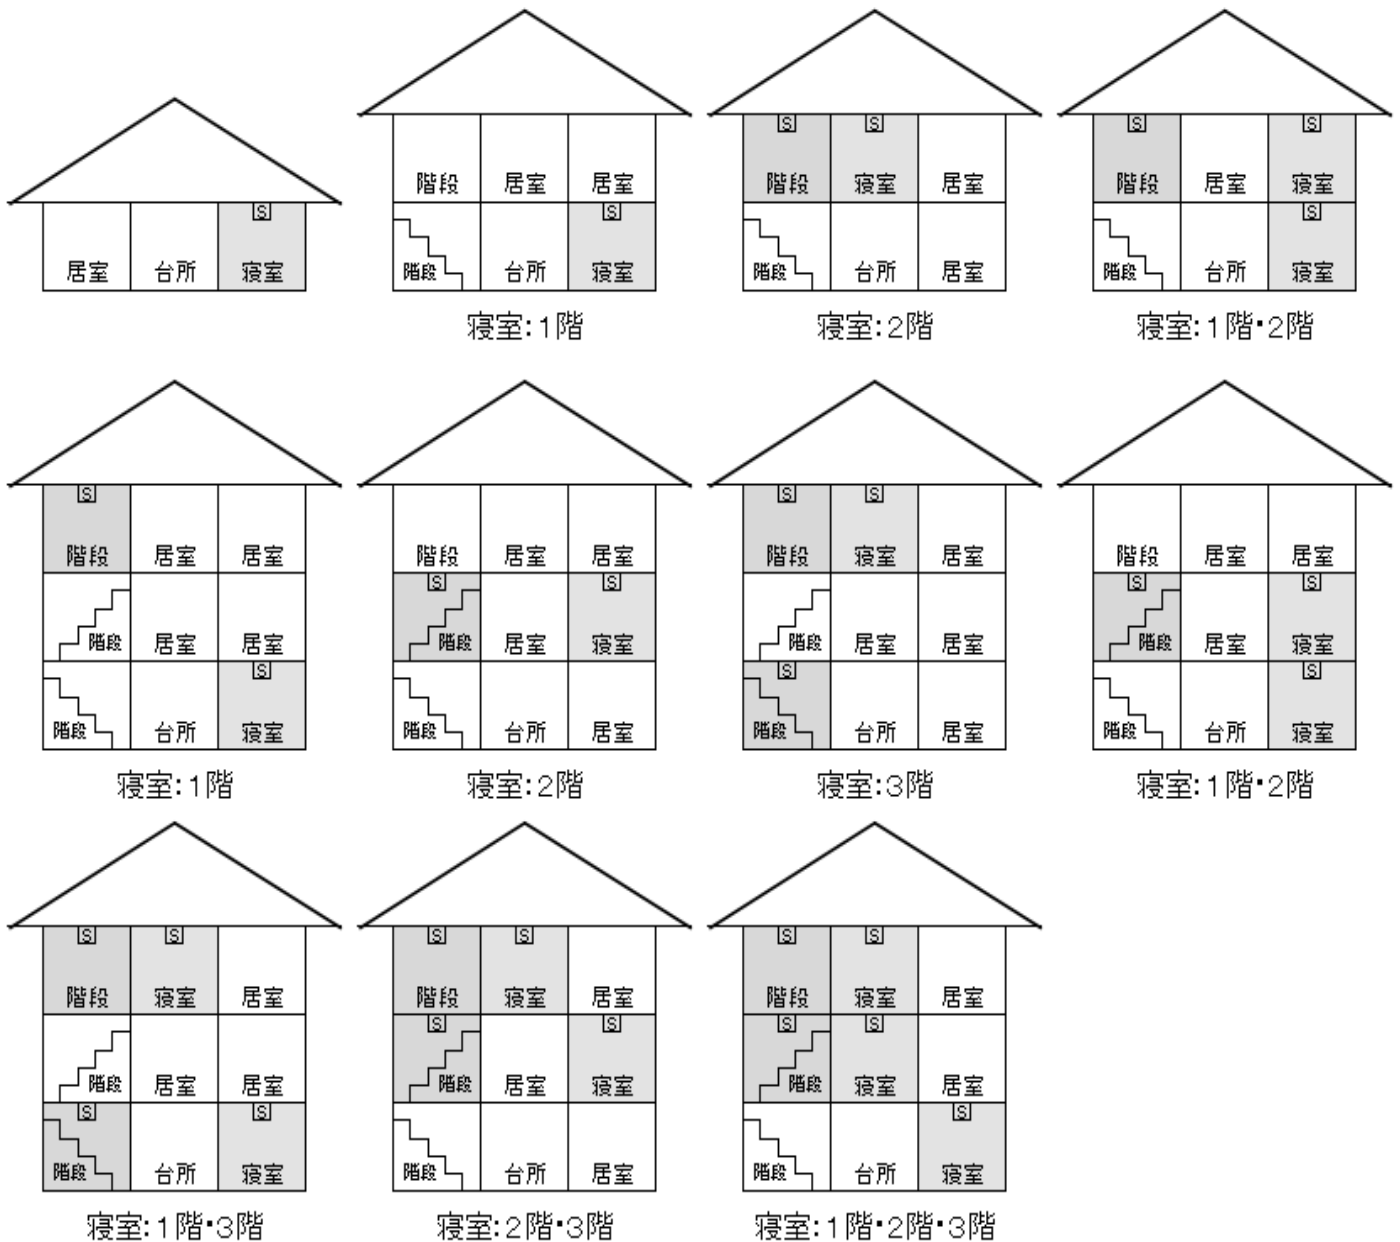 S
居室 台所 寝室
階段 居室 居室
S
階段 台所 寝室
寝室:1階
S S
階段 寝室 居室
階段 台所 居室
寝室:2階
S S
階段 居室 寝室
S
階段 台所 寝室
寝室:1階・2階
S
階段 居室 居室
階段 居室 居室
S
階段 台所 寝室
寝室:1階
階段 居室 居室
S S
階段 居室 寝室
階段 台所 居室
寝室:2階
S S
階段 寝室 居室
階段 居室 居室
S
階段 台所 居室
寝室:3階
階段 居室 居室
S S
階段 居室 寝室
S
階段 台所 寝室
寝室:1階・2階
S S
階段 寝室 居室
階段 居室 居室
S S
階段 台所 寝室
寝室:1階・3階
S S
階段 寝室 居室
S S
階段 居室 寝室
階段 台所 居室
寝室:2階・3階
S S
階段 寝室 居室
S S
階段 寝室 居室
S
階段 台所 寝室
寝室:1階・2階・3階